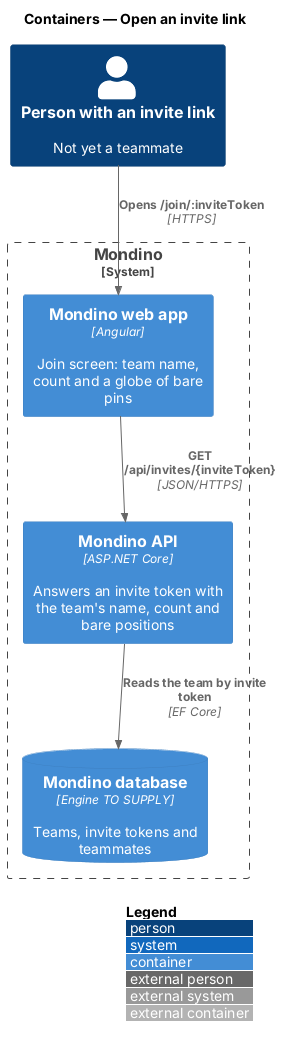 Containers — Open an invite link
Person with an invite link
Not yet a teammate
Opens /join/:inviteToken
[HTTPS]
Mondino
[System]
Mondino web app
[Angular]
Join screen: team name,
count and a globe of bare
pins
GET
/api/invites/{inviteToken}
[JSON/HTTPS]
Mondino API
[ASP.NET Core]
Answers an invite token with
the team's name, count and
bare positions
Reads the team by invite
token
[EF Core]
Mondino database
[Engine TO SUPPLY]
Teams, invite tokens and
teammates
Legend
person
system
container
external person
external system
external container